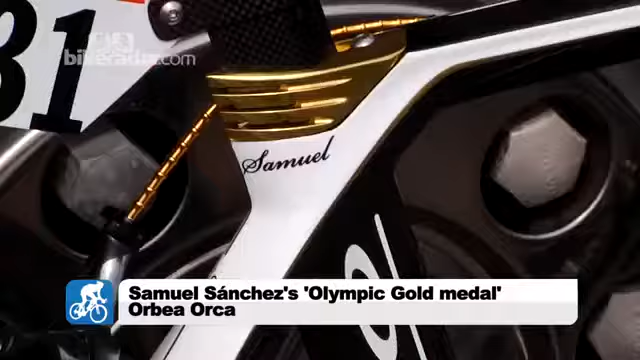 31
bikeradar.com
Samuel
Samuel Sánchez's 'Olympic Gold medal'
Orbea Orca